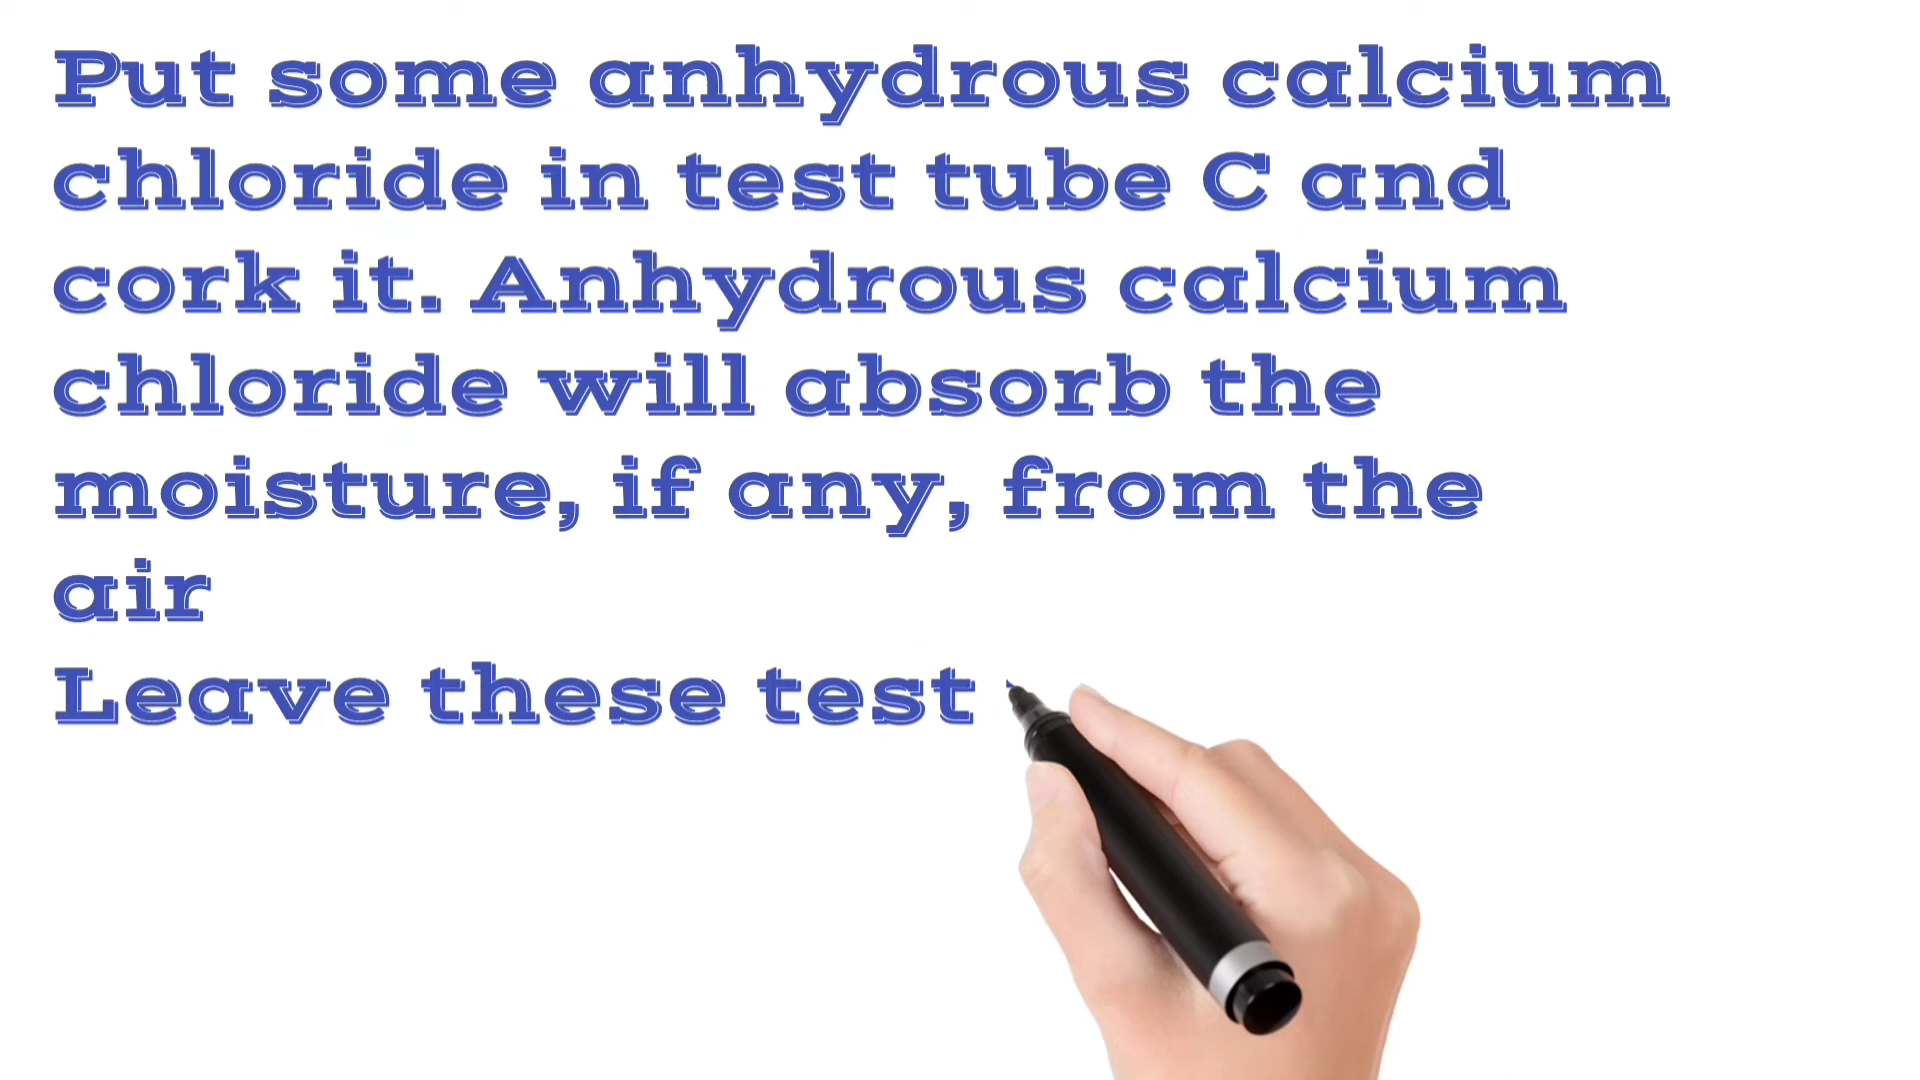 Put some anhydrous calcium
chloride in test tube C and
cork it. Anhydrous calcium
chloride will absorb the
moisture, if any, from the
air
Leave these test